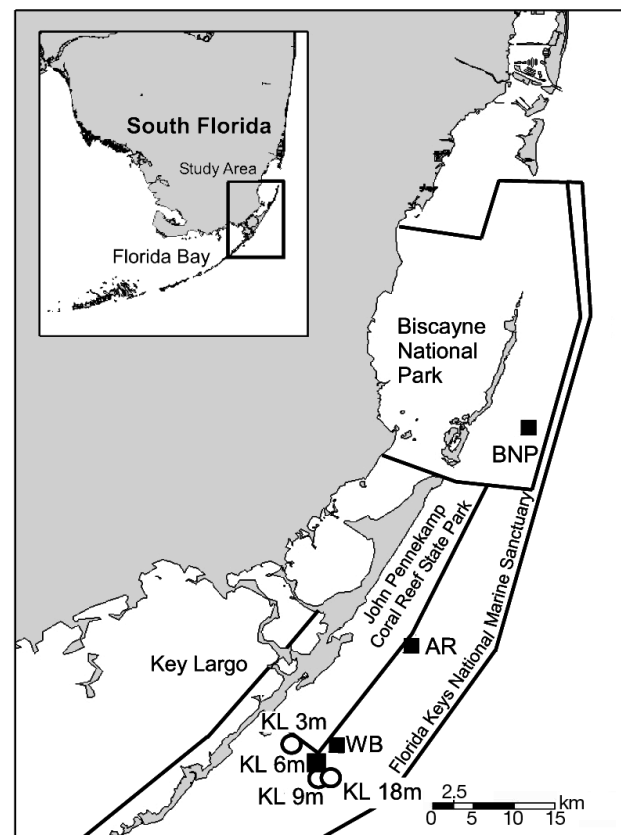 South Florida
Study Area
Florida Bay
Biscayne
National
Park
BNP
John Pennekamp
Coral Reef State Park
Florida Keys National Marine Sanctuary
AR
Key Largo
KL 3m
WB
KL 6m
KL 9m
KL 18m
2.5
0 5 10 15 km